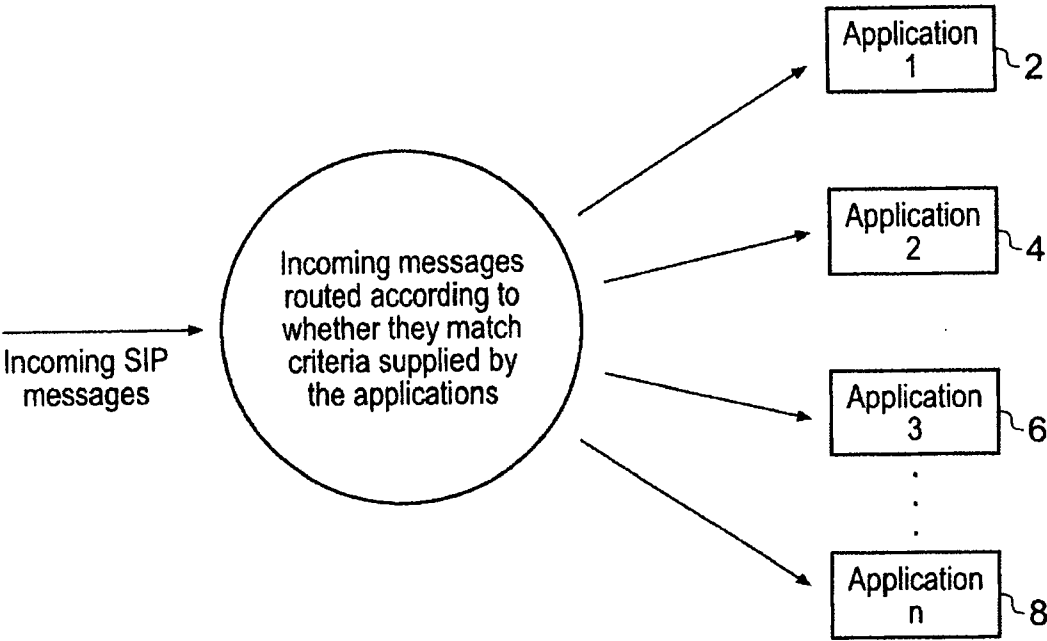 Incoming SIP
messages
Incoming messages
routed according to
whether they match
criteria supplied by
the applications
Application
1
2
Application
2
4
Application
3
6
Application
n
8